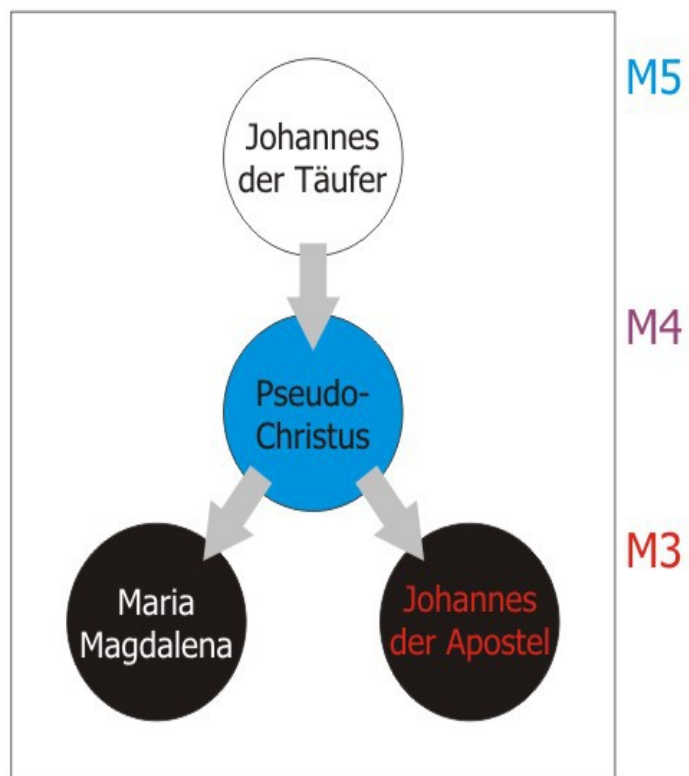 Johannes
der Täufer
M5
Pseudo-
Christus
M4
Maria
Magdalena
Johannes
der Apostel
M3